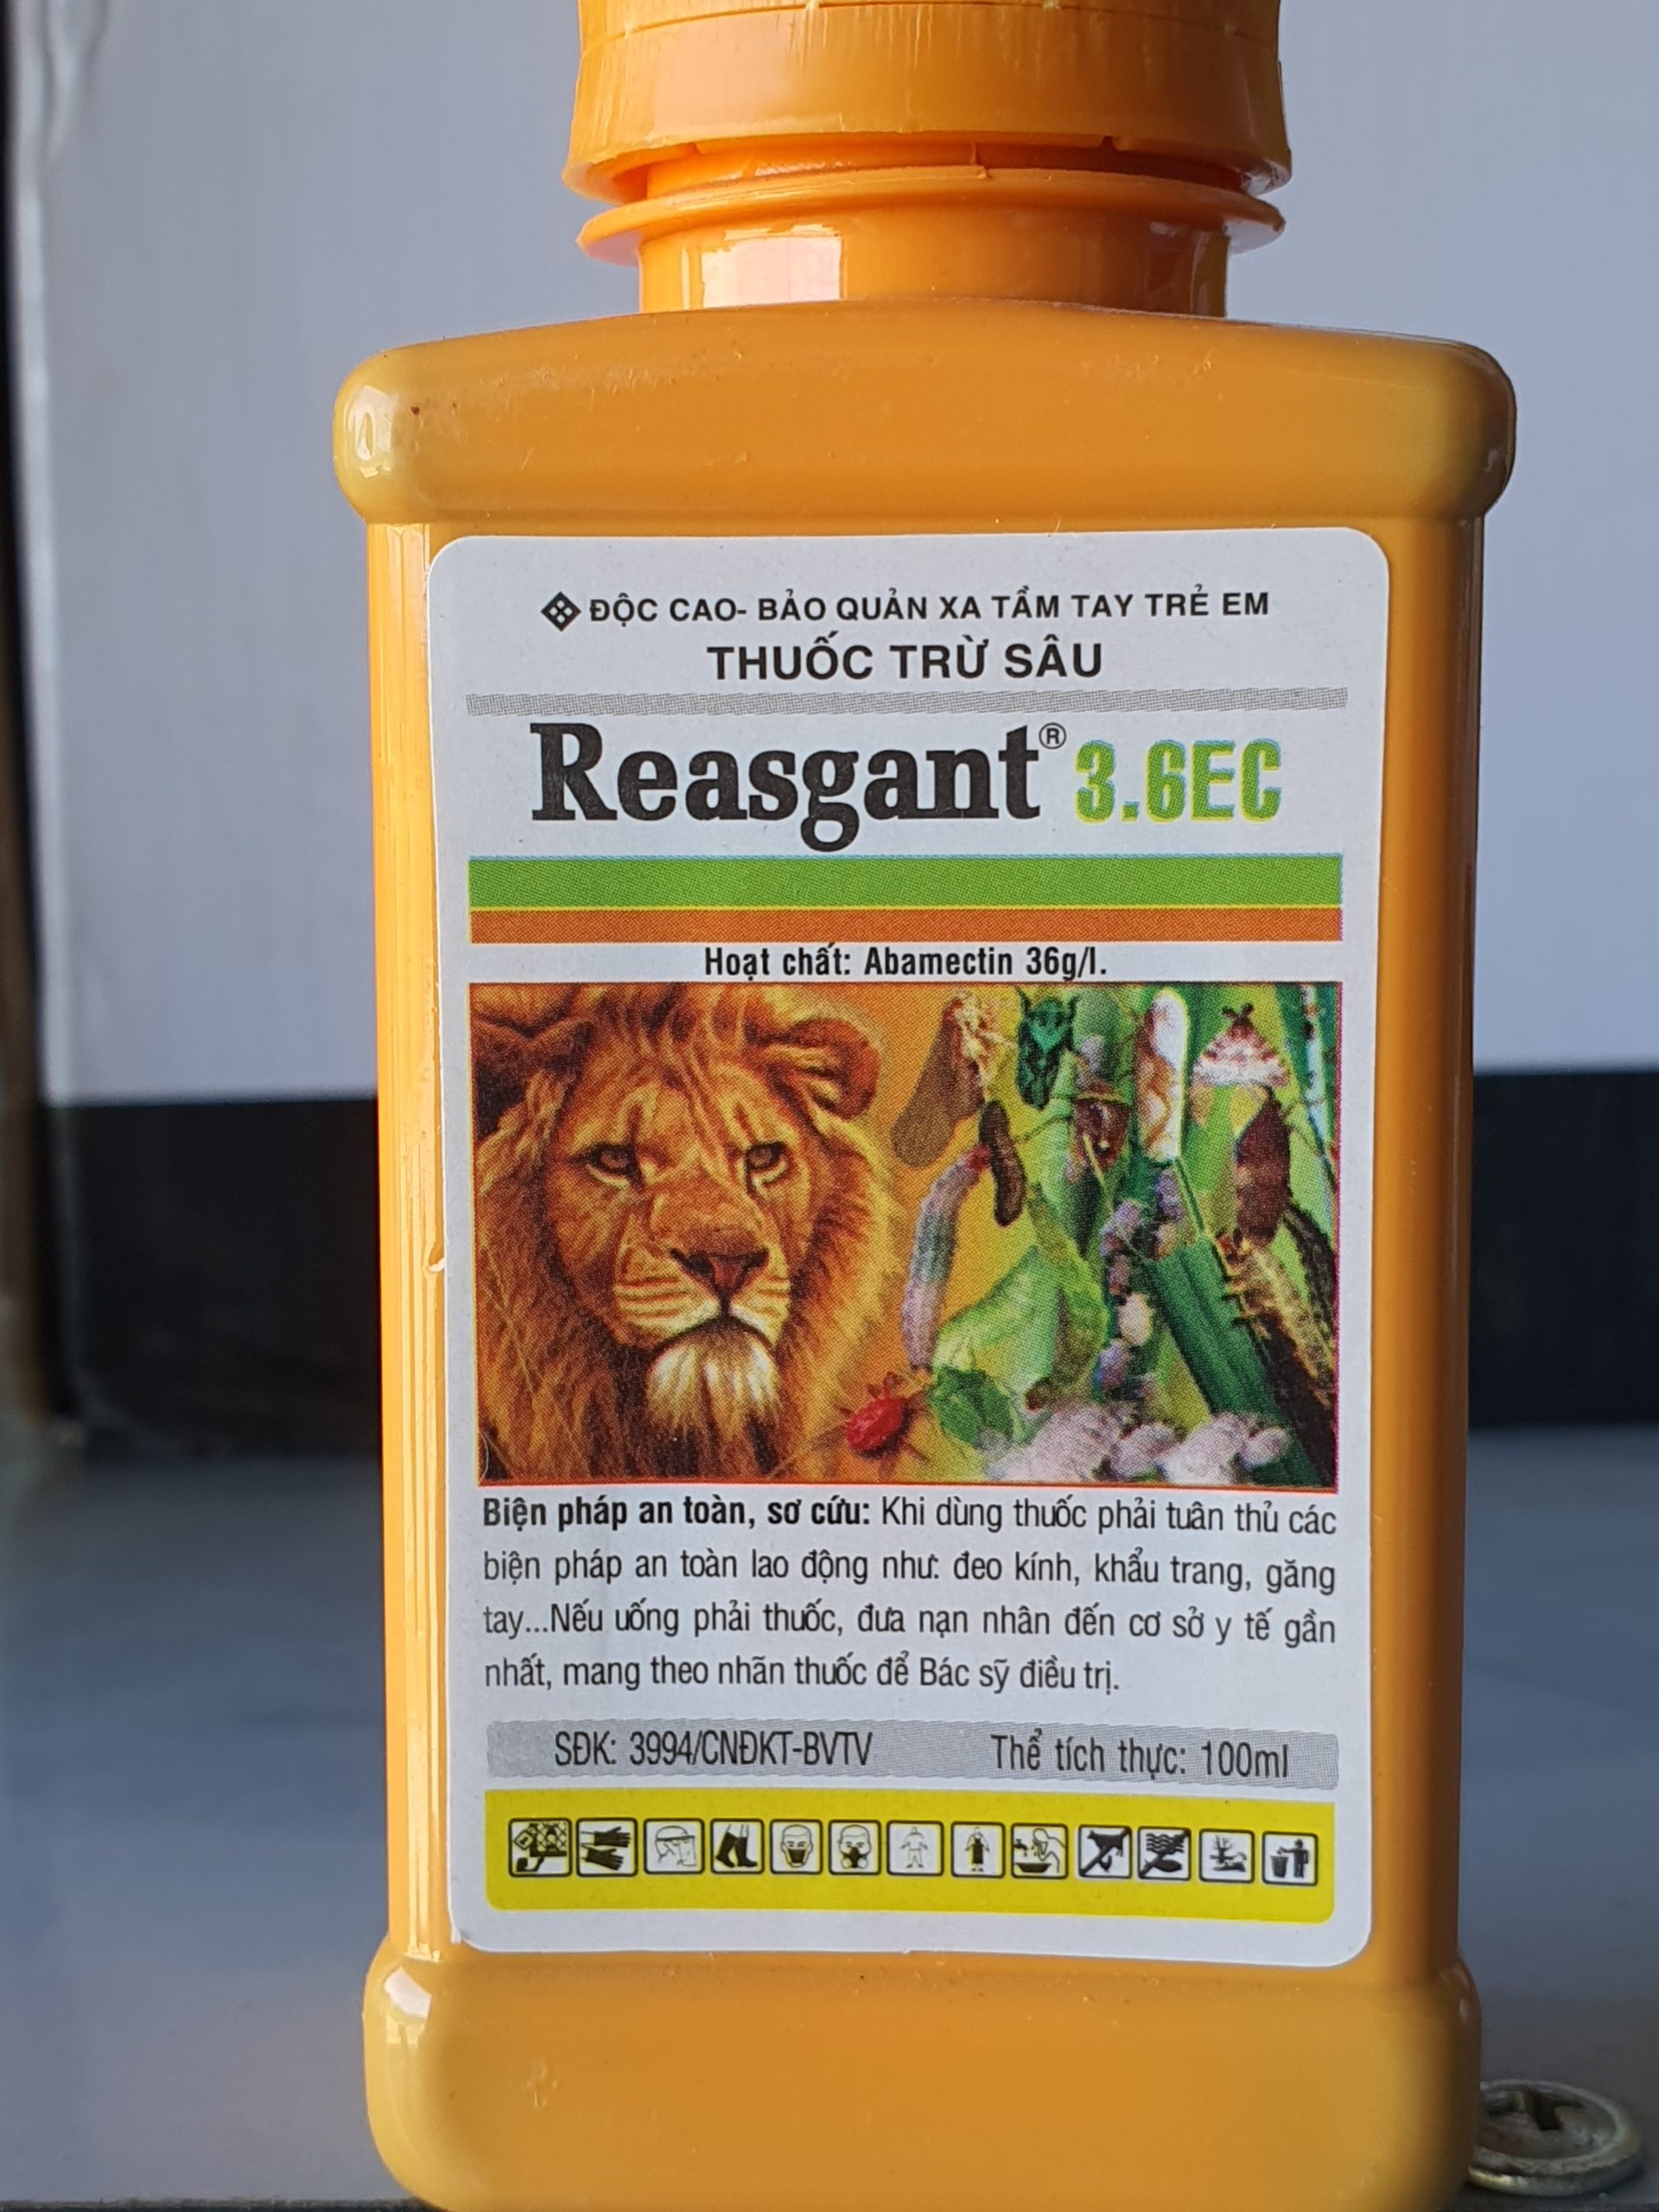 ĐỘC CAO- BẢO QUẢN XA TẦM TAY TRẺ EM
THUỐC TRỪ SÂU
Reasgant® 3.6EC
Hoạt chất: Abamectin 36g/l.
Biện pháp an toàn, sơ cứu: Khi dùng thuốc phải tuân thủ các
biện pháp an toàn lao động như: đeo kính, khẩu trang, găng
tay...Nếu uống phải thuốc, đưa nạn nhân đến cơ sở y tế gần
nhất, mang theo nhãn thuốc để Bác sỹ điều trị.
SĐK: 3994/CNĐKT-BVTV Thể tích thực: 100ml